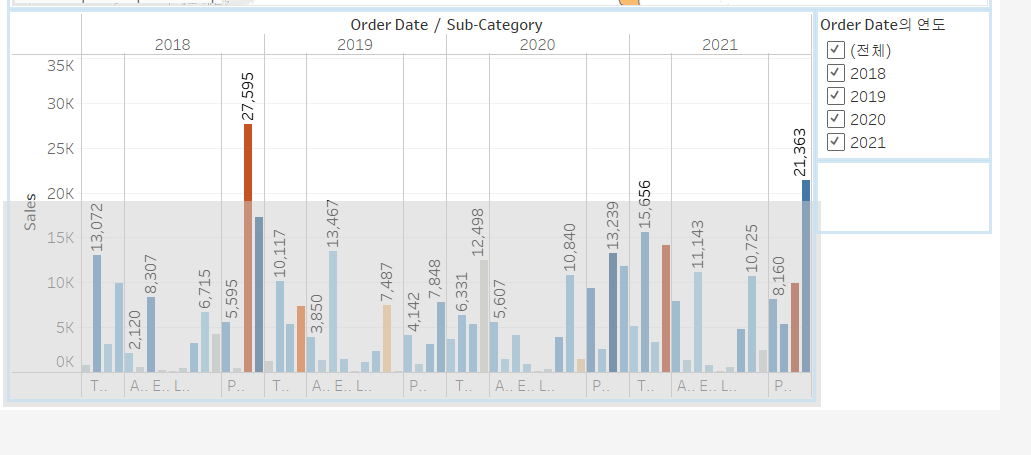 Order Date / Sub-Category
2018 2019 2020 2021
35K
30K
25K
20K
15K
10K
5K
0K
Sales
13,072
2,120
8,307
6,715
5,595
27,595
10,117
3,850
13,467
7,487
4,142
7,848
6,331
12,498
5,607
10,840
13,239
15,656
11,143
10,725
8,160
21,363
T.. A.. E.. L.. P.. T.. A.. E.. L.. P.. T.. A.. E.. L.. P.. T.. A.. E.. L.. P..
Order Date의 연도
(전체)
2018
2019
2020
2021